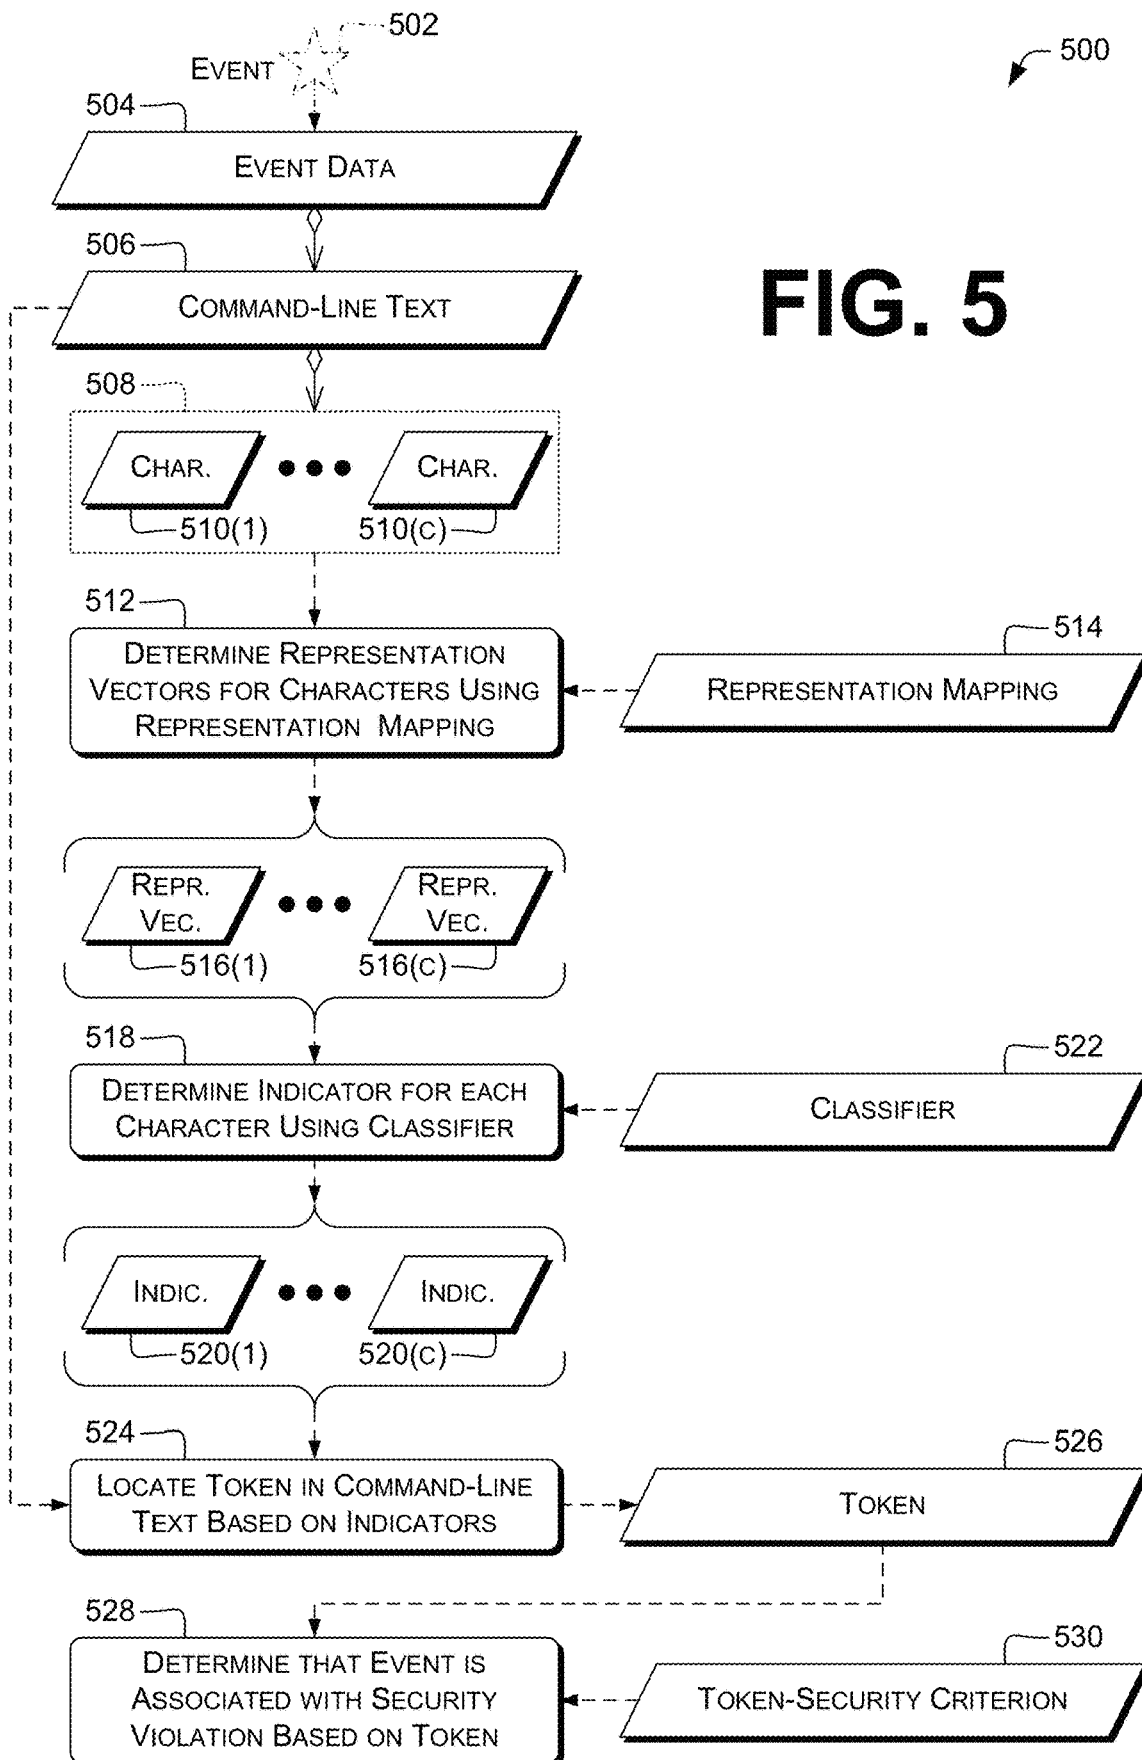 502
EVENT
500
504
EVENT DATA
506
COMMAND-LINE TEXT
FIG. 5
508
CHAR.
CHAR.
510(1)
510(C)
512
DETERMINE REPRESENTATION
VECTORS FOR CHARACTERS USING
REPRESENTATION MAPPING
514
REPRESENTATION MAPPING
REPR.
VEC.
REPR.
VEC.
516(1)
516(C)
518
DETERMINE INDICATOR FOR EACH
CHARACTER USING CLASSIFIER
522
CLASSIFIER
INDIC.
INDIC.
520(1)
520(C)
524
LOCATE TOKEN IN COMMAND-LINE
TEXT BASED ON INDICATORS
526
TOKEN
528
DETERMINE THAT EVENT IS
ASSOCIATED WITH SECURITY
VIOLATION BASED ON TOKEN
530
TOKEN-SECURITY CRITERION